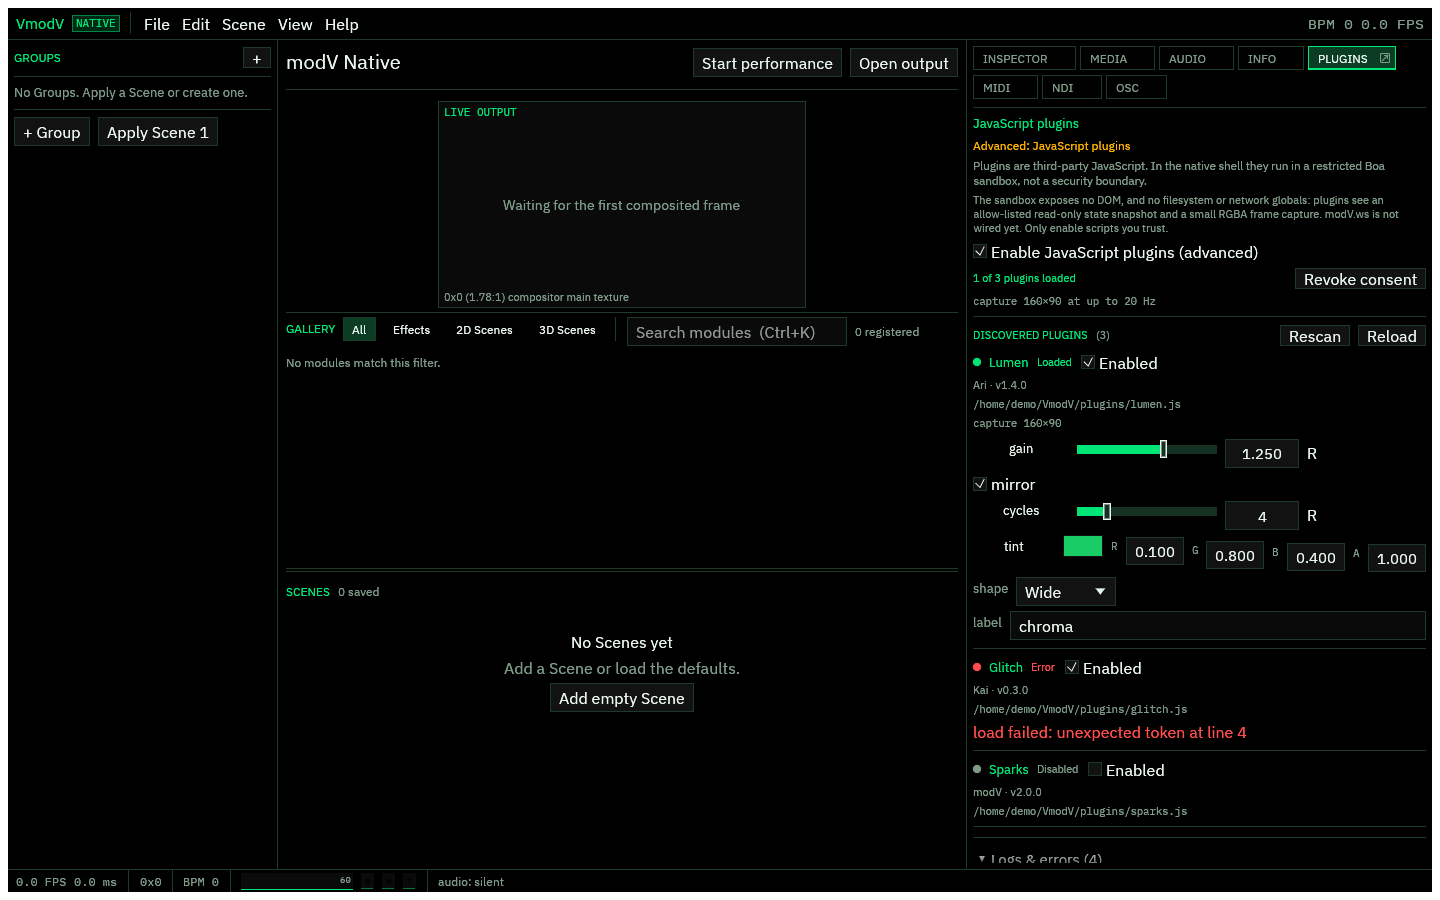 VmodV NATIVE File Edit Scene View Help BPM 0 0.0 FPS
GROUPS +
No Groups. Apply a Scene or create one.
+ Group Apply Scene 1
modV Native Start performance Open output
LIVE OUTPUT
Waiting for the first composited frame
0x0 (1.78:1) compositor main texture
GALLERY All Effects 2D Scenes 3D Scenes Search modules (Ctrl+K) 0 registered
No modules match this filter.
SCENES 0 saved
No Scenes yet
Add a Scene or load the defaults.
Add empty Scene
INSPECTOR MEDIA AUDIO INFO PLUGINS
MIDI NDI OSC
JavaScript plugins
Advanced: JavaScript plugins
Plugins are third-party JavaScript. In the native shell they run in a restricted Boa
sandbox, not a security boundary.
The sandbox exposes no DOM, and no filesystem or network globals: plugins see an
allow-listed read-only state snapshot and a small RGBA frame capture. modV.ws is not
wired yet. Only enable scripts you trust.
Enable JavaScript plugins (advanced)
1 of 3 plugins loaded Revoke consent
capture 160×90 at up to 20 Hz
DISCOVERED PLUGINS (3) Rescan Reload
Lumen Loaded Enabled
Ari · v1.4.0
/home/demo/VmodV/plugins/lumen.js
capture 160×90
gain 1.250 R
mirror
cycles 4 R
tint R 0.100 G 0.800 B 0.400 A 1.000
shape Wide
label chroma
Glitch Error Enabled
Kai · v0.3.0
/home/demo/VmodV/plugins/glitch.js
load failed: unexpected token at line 4
Sparks Disabled Enabled
modV · v2.0.0
/home/demo/VmodV/plugins/sparks.js
Logs & errors (4)
0.0 FPS 0.0 ms 0x0 BPM 0 60 audio: silent